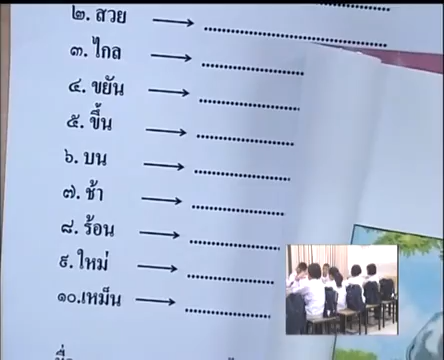 ๒. สวย → ....................
๓. ไกล → ....................
๔. ขยัน → ....................
๕. ขึ้น → ....................
๖. บน → ....................
๗. ช้า → ....................
๘. ร้อน → ....................
๙. ใหม่ → ....................
๑๐. เหม็น → ....................